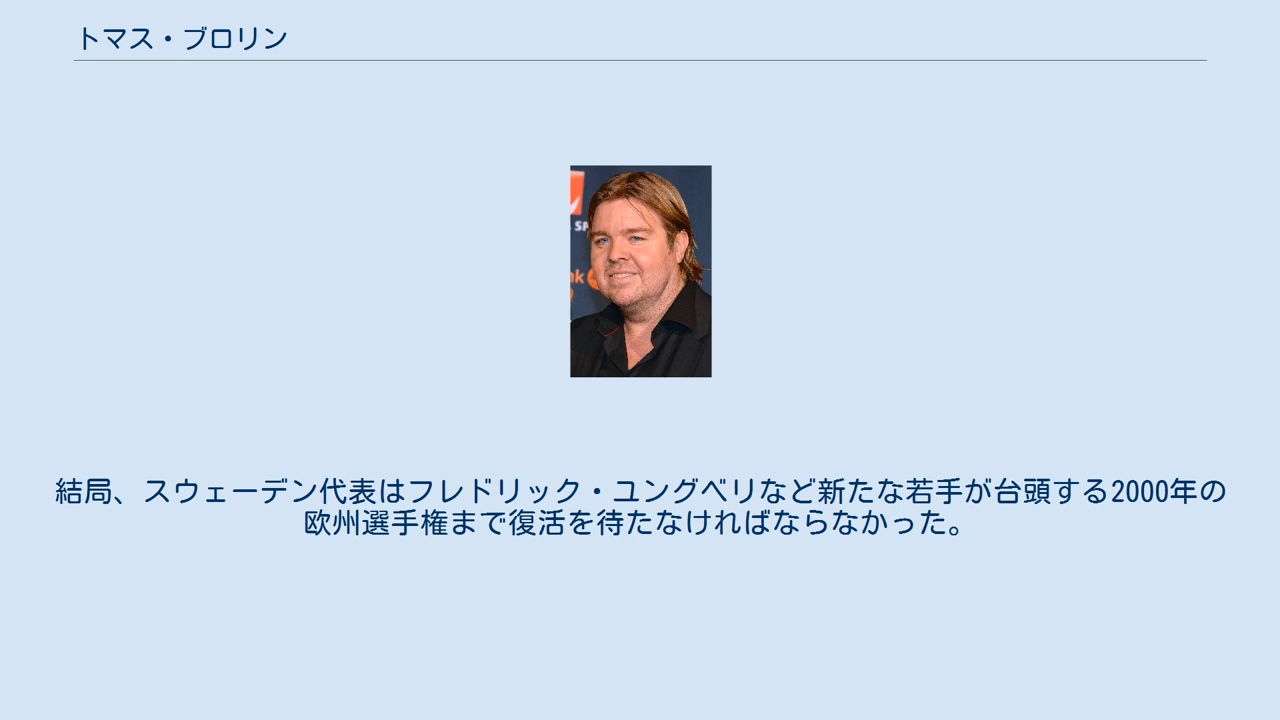 トマス・ブロリン
SP
nk
結局、スウェーデン代表はフレドリック・ユングベリなど新たな若手が台頭する2000年の
欧州選手権まで復活を待たなければならなかった。